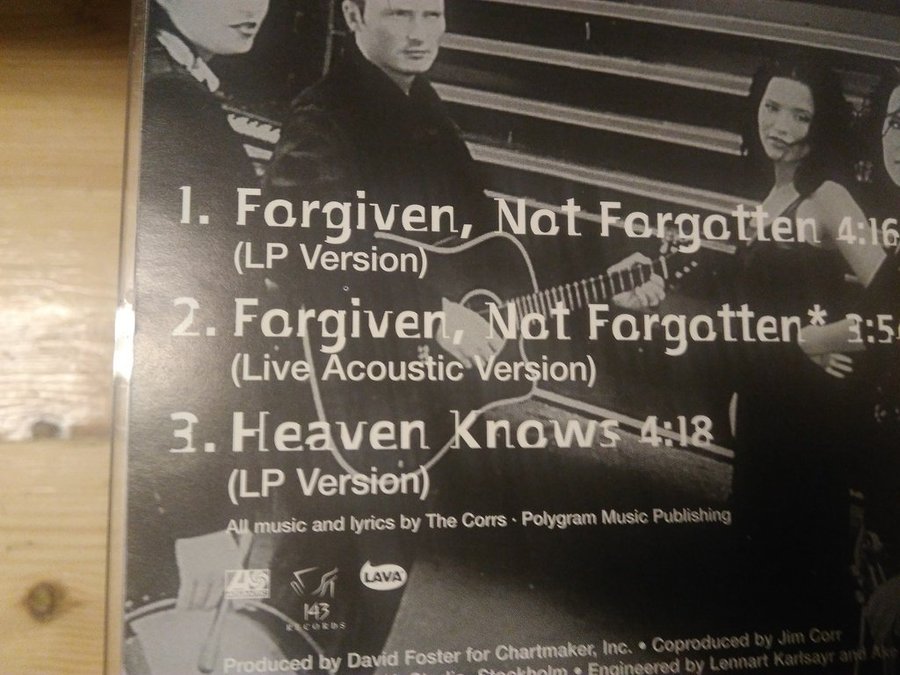 1. Forgiven, Not Forgotten 4:16
(LP Version)
2. Forgiven, Not Forgotten*
(Live Acoustic Version)
3. Heaven Knows 4:18
(LP Version)
All music and lyrics by The Corrs · Polygram Music Publishing
143
RECORDS
LAVA
Produced by David Foster for Chartmaker, Inc. • Coproduced by Jim Corr
Stockholm • Engineered by Lennart Karlsayr and